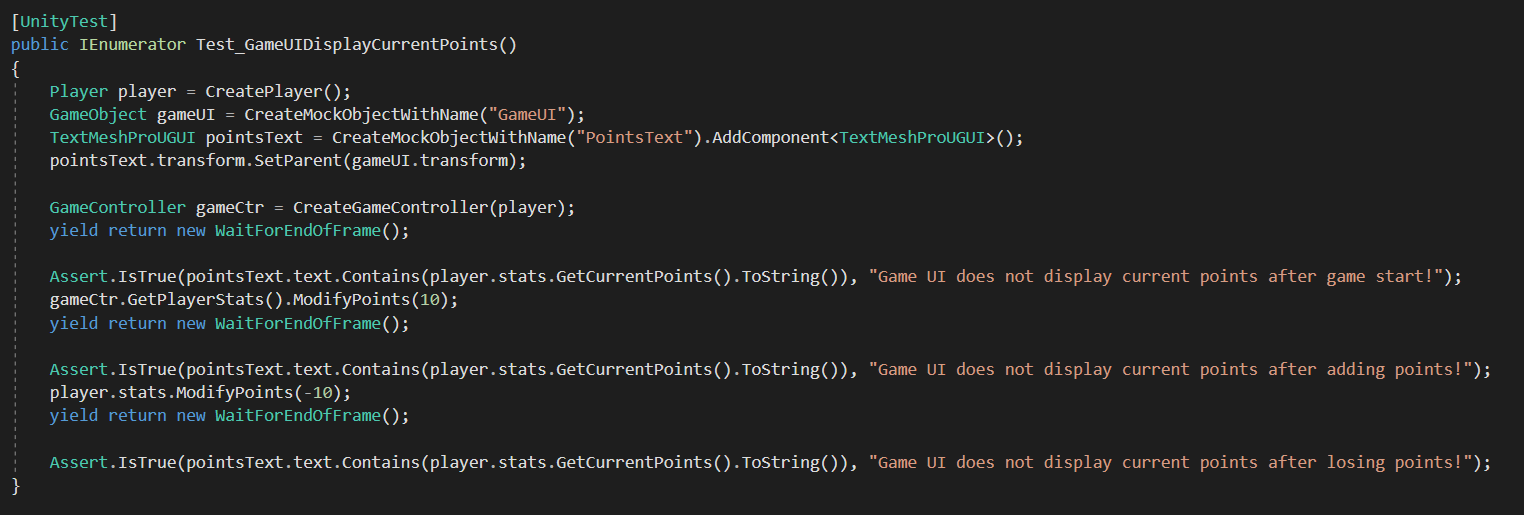 [UnityTest]
public IEnumerator Test_GameUIDisplayCurrentPoints()
{
    Player player = CreatePlayer();
    GameObject gameUI = CreateMockObjectWithName("GameUI");
    TextMeshProUGUI pointsText = CreateMockObjectWithName("PointsText").AddComponent<TextMeshProUGUI>();
    pointsText.transform.SetParent(gameUI.transform);

    GameController gameCtr = CreateGameController(player);
    yield return new WaitForEndOfFrame();

    Assert.IsTrue(pointsText.text.Contains(player.stats.GetCurrentPoints().ToString()), "Game UI does not display current points after game start!");
    gameCtr.GetPlayerStats().ModifyPoints(10);
    yield return new WaitForEndOfFrame();

    Assert.IsTrue(pointsText.text.Contains(player.stats.GetCurrentPoints().ToString()), "Game UI does not display current points after adding points!");
    player.stats.ModifyPoints(-10);
    yield return new WaitForEndOfFrame();

    Assert.IsTrue(pointsText.text.Contains(player.stats.GetCurrentPoints().ToString()), "Game UI does not display current points after losing points!");
}